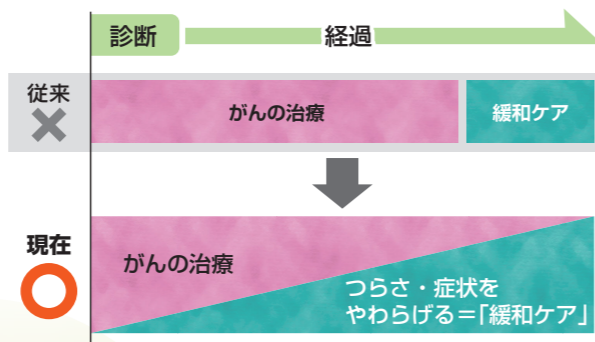 診断
経過
従来
がんの治療
緩和ケア
現在
がんの治療
つらさ・症状を
やわらげる＝「緩和ケア」